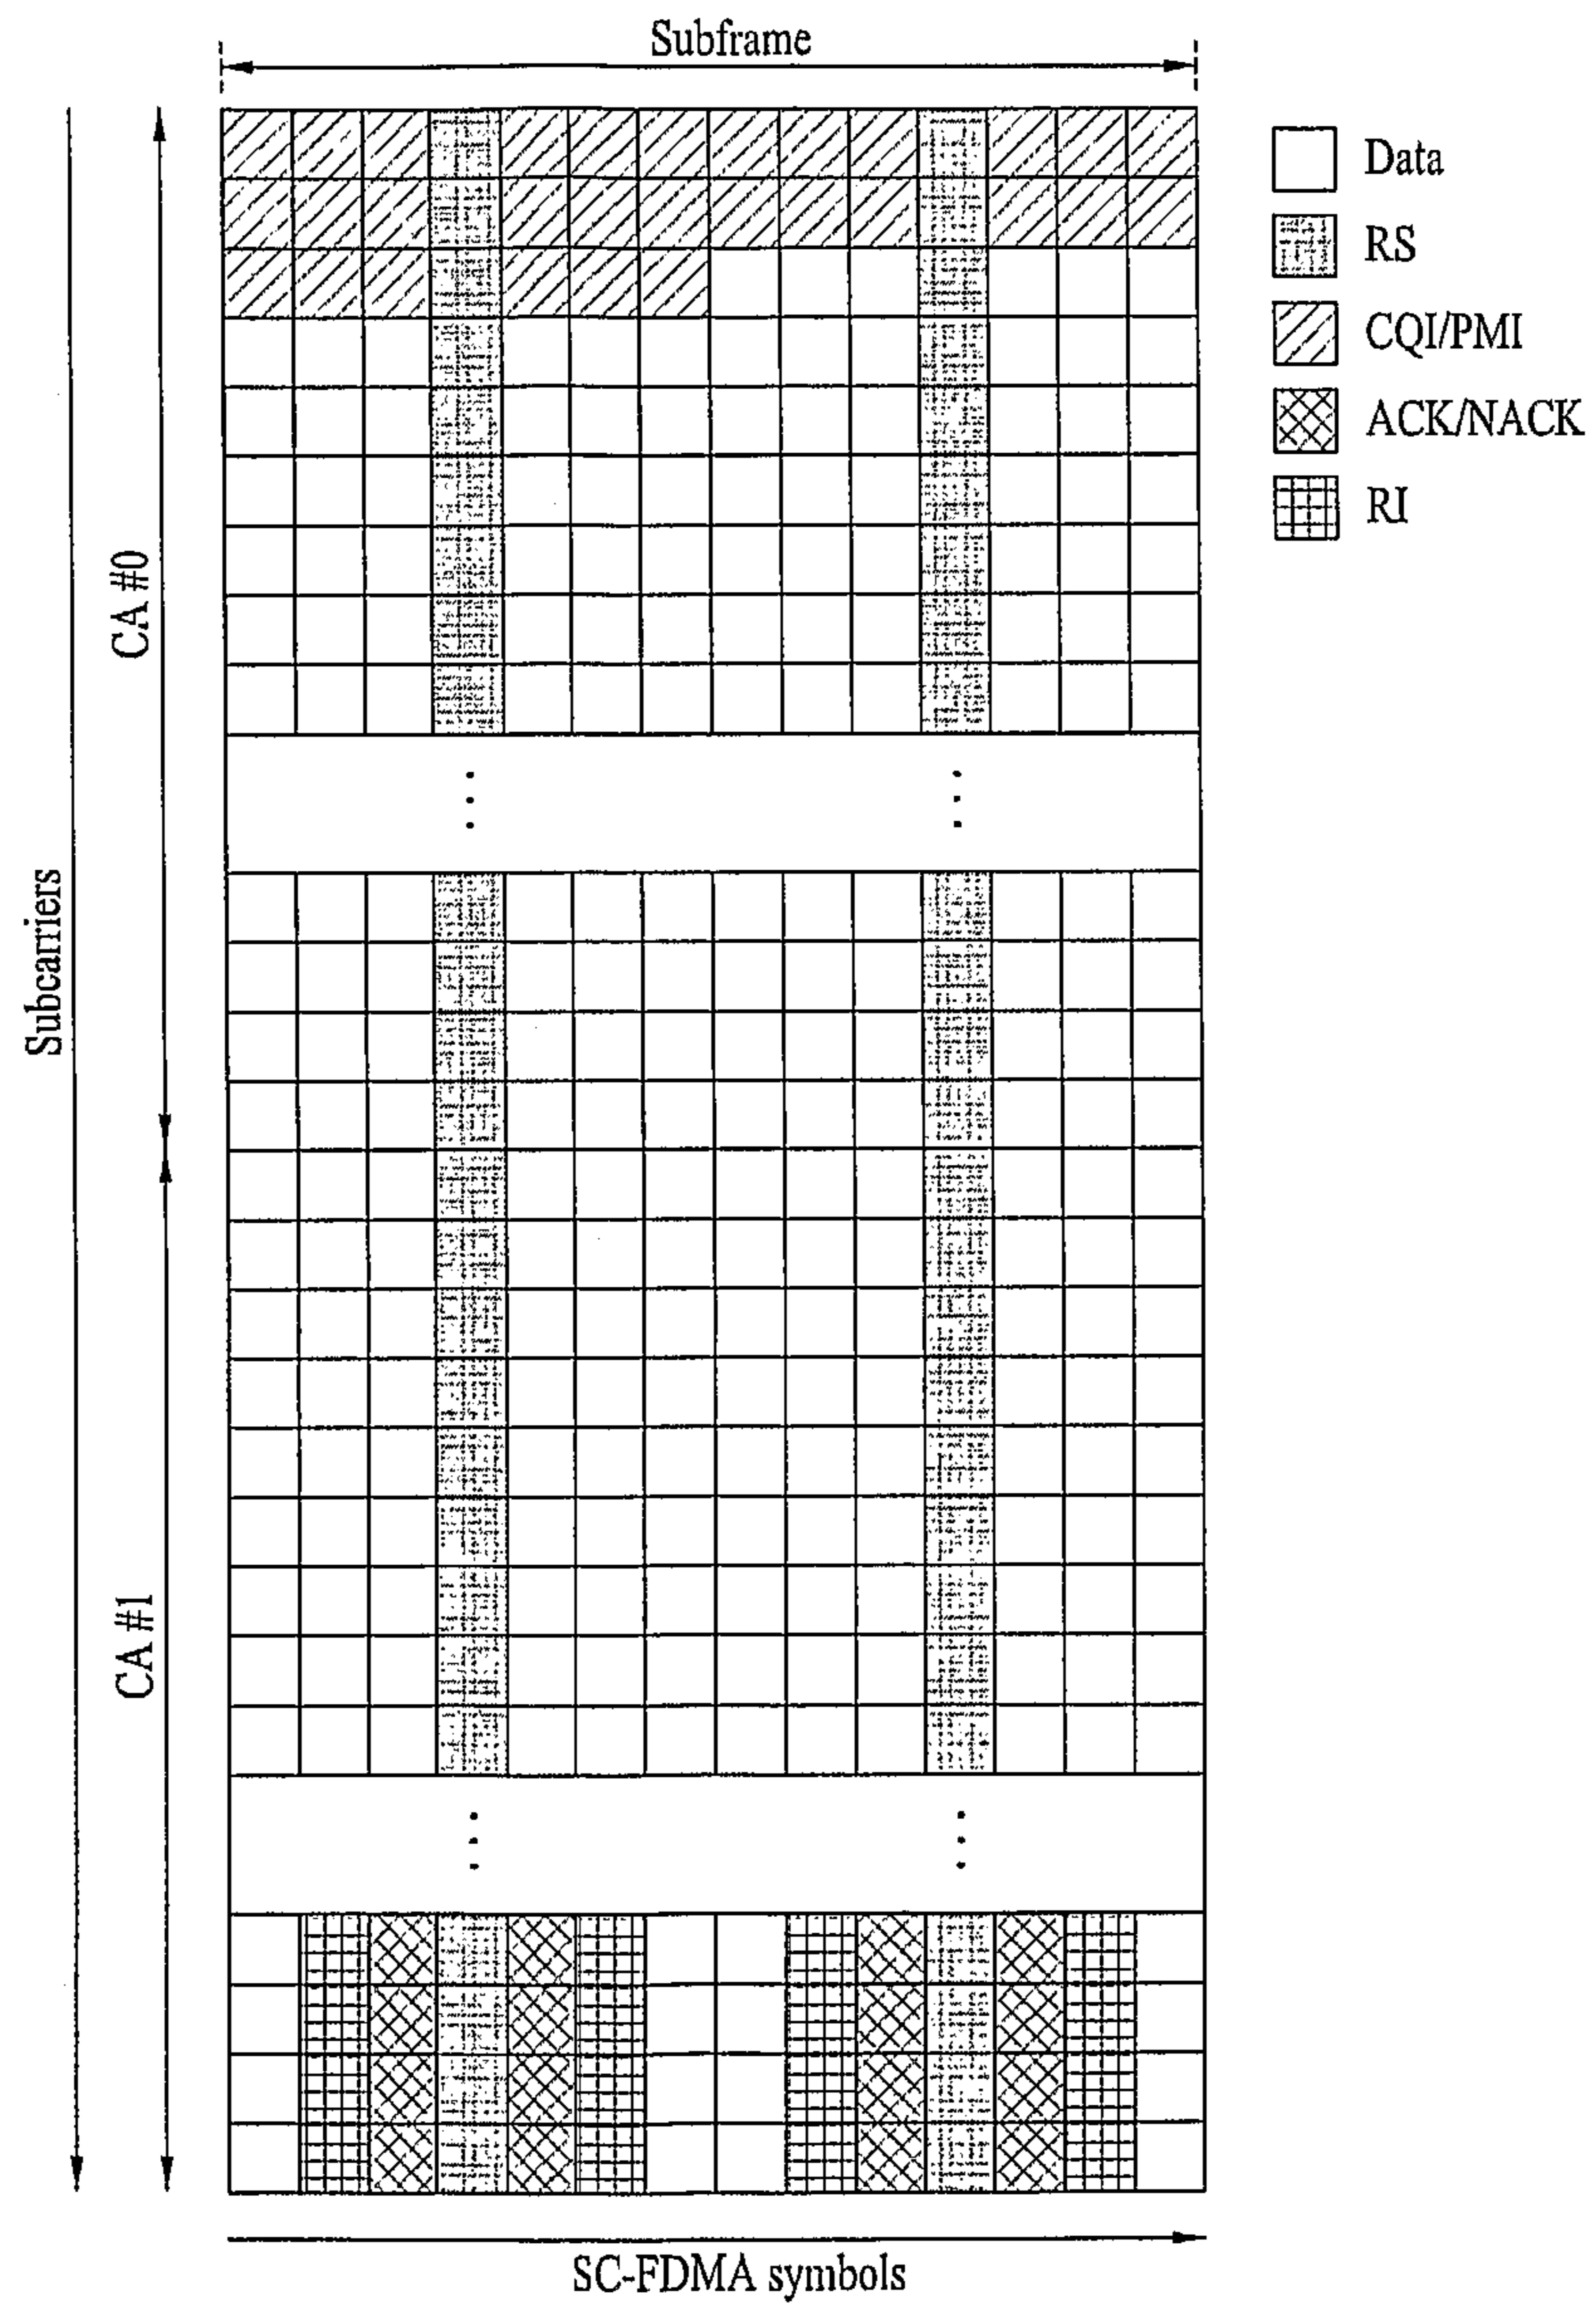 Subframe
Data
RS
CQI/PMI
ACK/NACK
RI
CA #0
Subcarriers
CA #1
SC-FDMA symbols